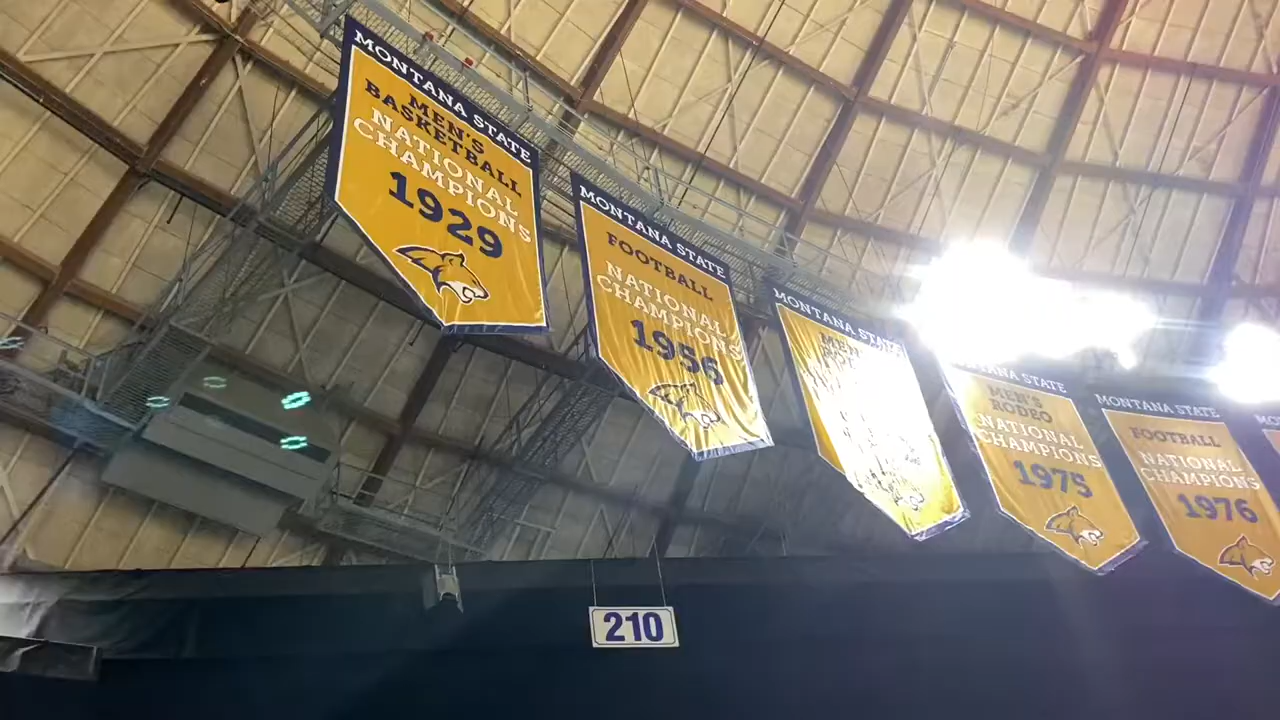 MONTANA STATE
MEN'S
BASKETBALL
NATIONAL
CHAMPIONS
1929
MONTANA STATE
FOOTBALL
NATIONAL
CHAMPIONS
1956
MONTANA STATE
MEN'S
MONTANA STATE
MEN'S
RODEO
NATIONAL
CHAMPIONS
1975
MONTANA STATE
FOOTBALL
NATIONAL
CHAMPIONS
1976
210